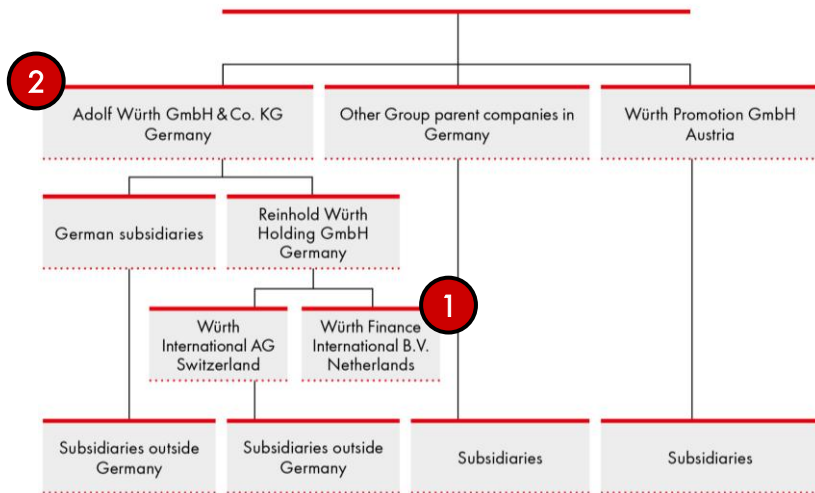 2
Adolf Würth GmbH & Co. KG
Germany
Other Group parent companies in
Germany
Würth Promotion GmbH
Austria
German subsidiaries
Reinhold Würth
Holding GmbH
Germany
1
Würth
International AG
Switzerland
Würth Finance
International B.V.
Netherlands
Subsidiaries outside
Germany
Subsidiaries outside
Germany
Subsidiaries
Subsidiaries